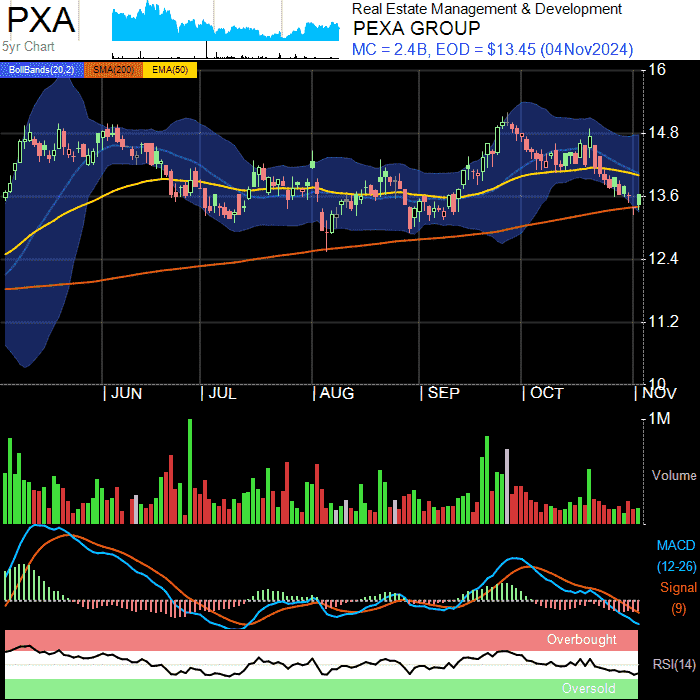 PXA
5yr Chart
Real Estate Management & Development
PEXA GROUP
MC = 2.4B, EOD = $13.45 (04Nov2024)
BollBands(20,2) SMA(200) EMA(50)
16
14.8
13.6
12.4
11.2
10
JUN JUL AUG SEP OCT NOV
1M
Volume
MACD
(12-26)
Signal
(9)
Overbought
RSI(14)
Oversold